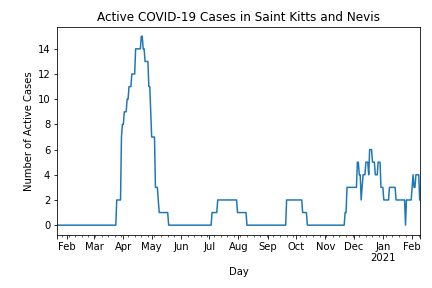 Active COVID-19 Cases in Saint Kitts and Nevis
14
12
10
8
6
4
2
0
Number of Active Cases
Feb Mar Apr May Jun Jul Aug Sep Oct Nov Dec Jan Feb
2021
Day